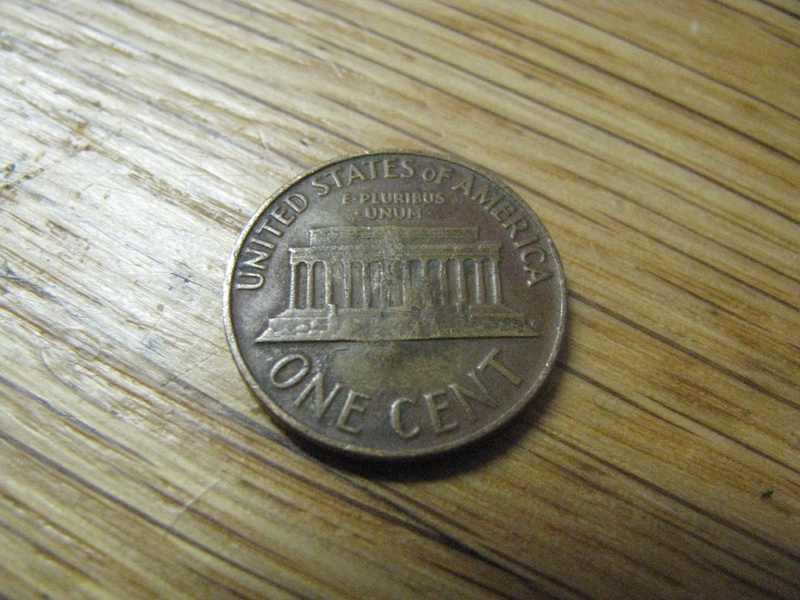 UNITED STATES OF AMERICA
E·PLURIBUS
·UNUM·
ONE CENT